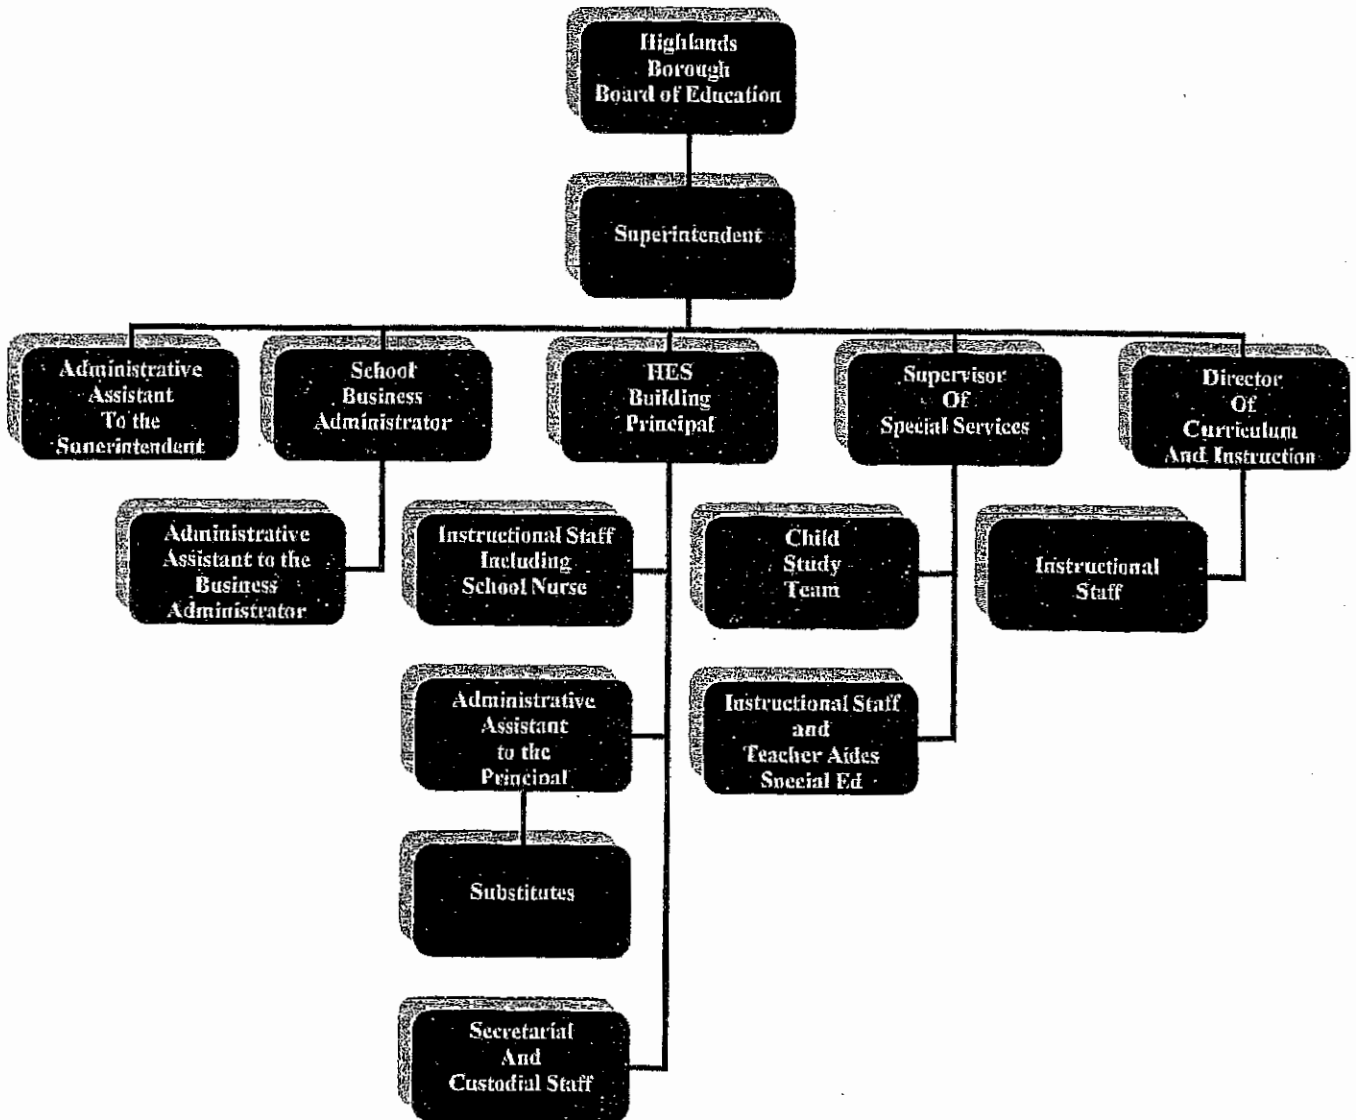 Highlands
Borough
Board of Education
Superintendent
Administrative
Assistant
To the
Superintendent
School
Business
Administrator
HES
Building
Principal
Supervisor
Of
Special Services
Director
Of
Curriculum
And Instruction
Administrative
Assistant to the
Business
Administrator
Instructional Staff
Including
School Nurse
Child
Study
Team
Instructional
Staff
Administrative
Assistant
to the
Principal
Instructional Staff
and
Teacher Aides
Special Ed
Substitutes
Secretarial
And
Custodial Staff